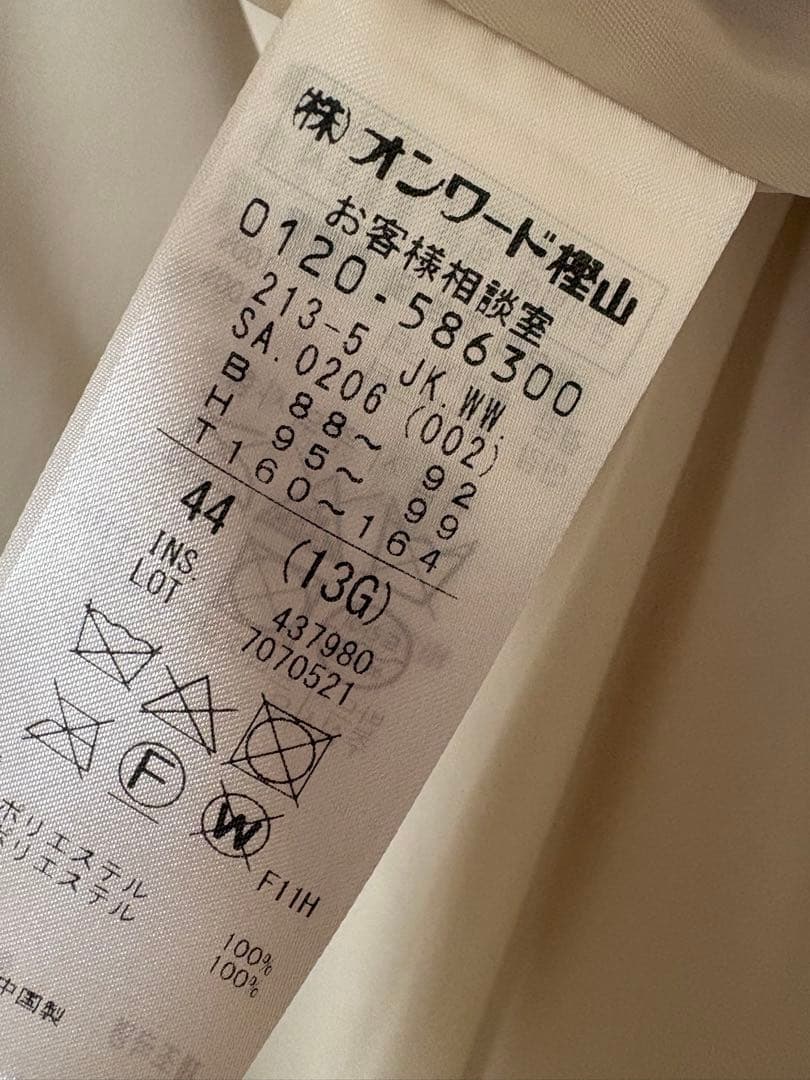 ㈱オンワード樫山
お客様相談室
0120-586300
213-5 JK.WW.
SA.0206 (002)
B 88～ 92
H 95～ 99
T160～164
44 (13G)
INS. 437980
LOT 7070521
F
W
F11H
ポリエステル 100%
ポリエステル 100%
中国製